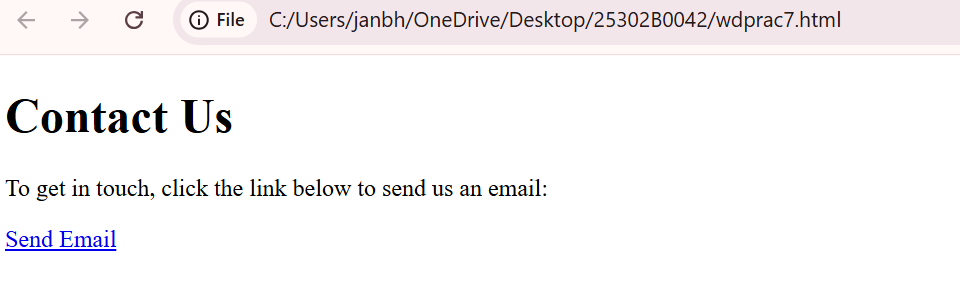 File C:/Users/janbh/OneDrive/Desktop/25302B0042/wdprac7.html
Contact Us
To get in touch, click the link below to send us an email:
Send Email